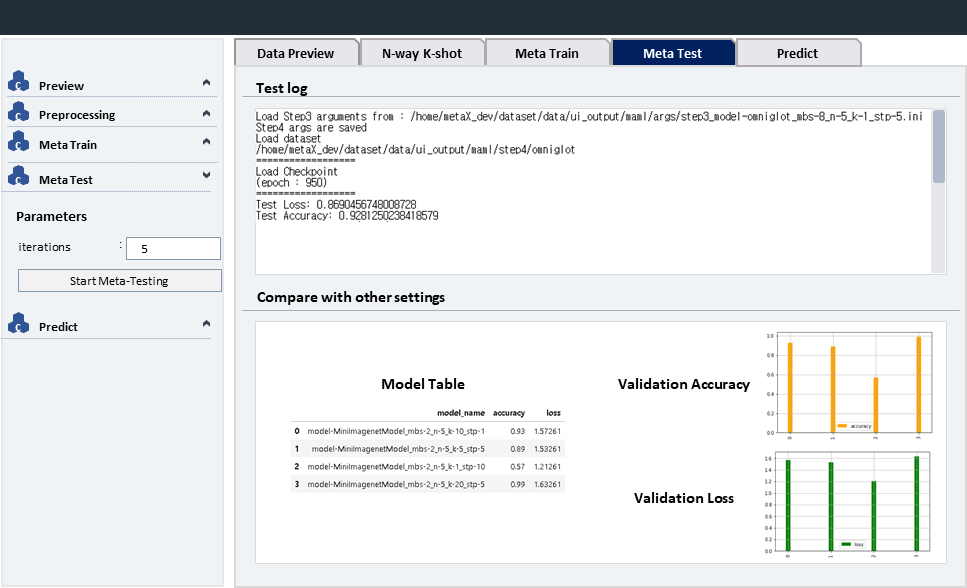 Data Preview
N-way K-shot
Meta Train
Meta Test
Predict
Preview
Preprocessing
Meta Train
Meta Test
Parameters
iterations : 5
Start Meta-Testing
Predict
Test log
Load Step3 arguments from : /home/metaX_dev/dataset/data/ui_output/maml/args/step3_model-omniglot_mbs-8_n-5_k-1_stp-5.ini
Step4 args are saved
Load dataset
/home/metaX_dev/dataset/data/ui_output/maml/step4/omniglot
==================
Load Checkpoint
(epoch : 950)
==================
Test Loss: 0.8690456748008728
Test Accuracy: 0.9281250238418579
Compare with other settings
Model Table
model_name accuracy loss
0 model-MiniImagenetModel_mbs-2_n-5_k-10_stp-1 0.93 1.57261
1 model-MiniImagenetModel_mbs-2_n-5_k-5_stp-5 0.89 1.53261
2 model-MiniImagenetModel_mbs-2_n-5_k-1_stp-10 0.57 1.21261
3 model-MiniImagenetModel_mbs-2_n-5_k-20_stp-5 0.99 1.63261
Validation Accuracy
1.0
0.8
0.6
0.4
0.2
0.0
accuracy
0 1 2 3
Validation Loss
1.6
1.4
1.2
1.0
0.8
0.6
0.4
0.2
0.0
loss
0 1 2 3